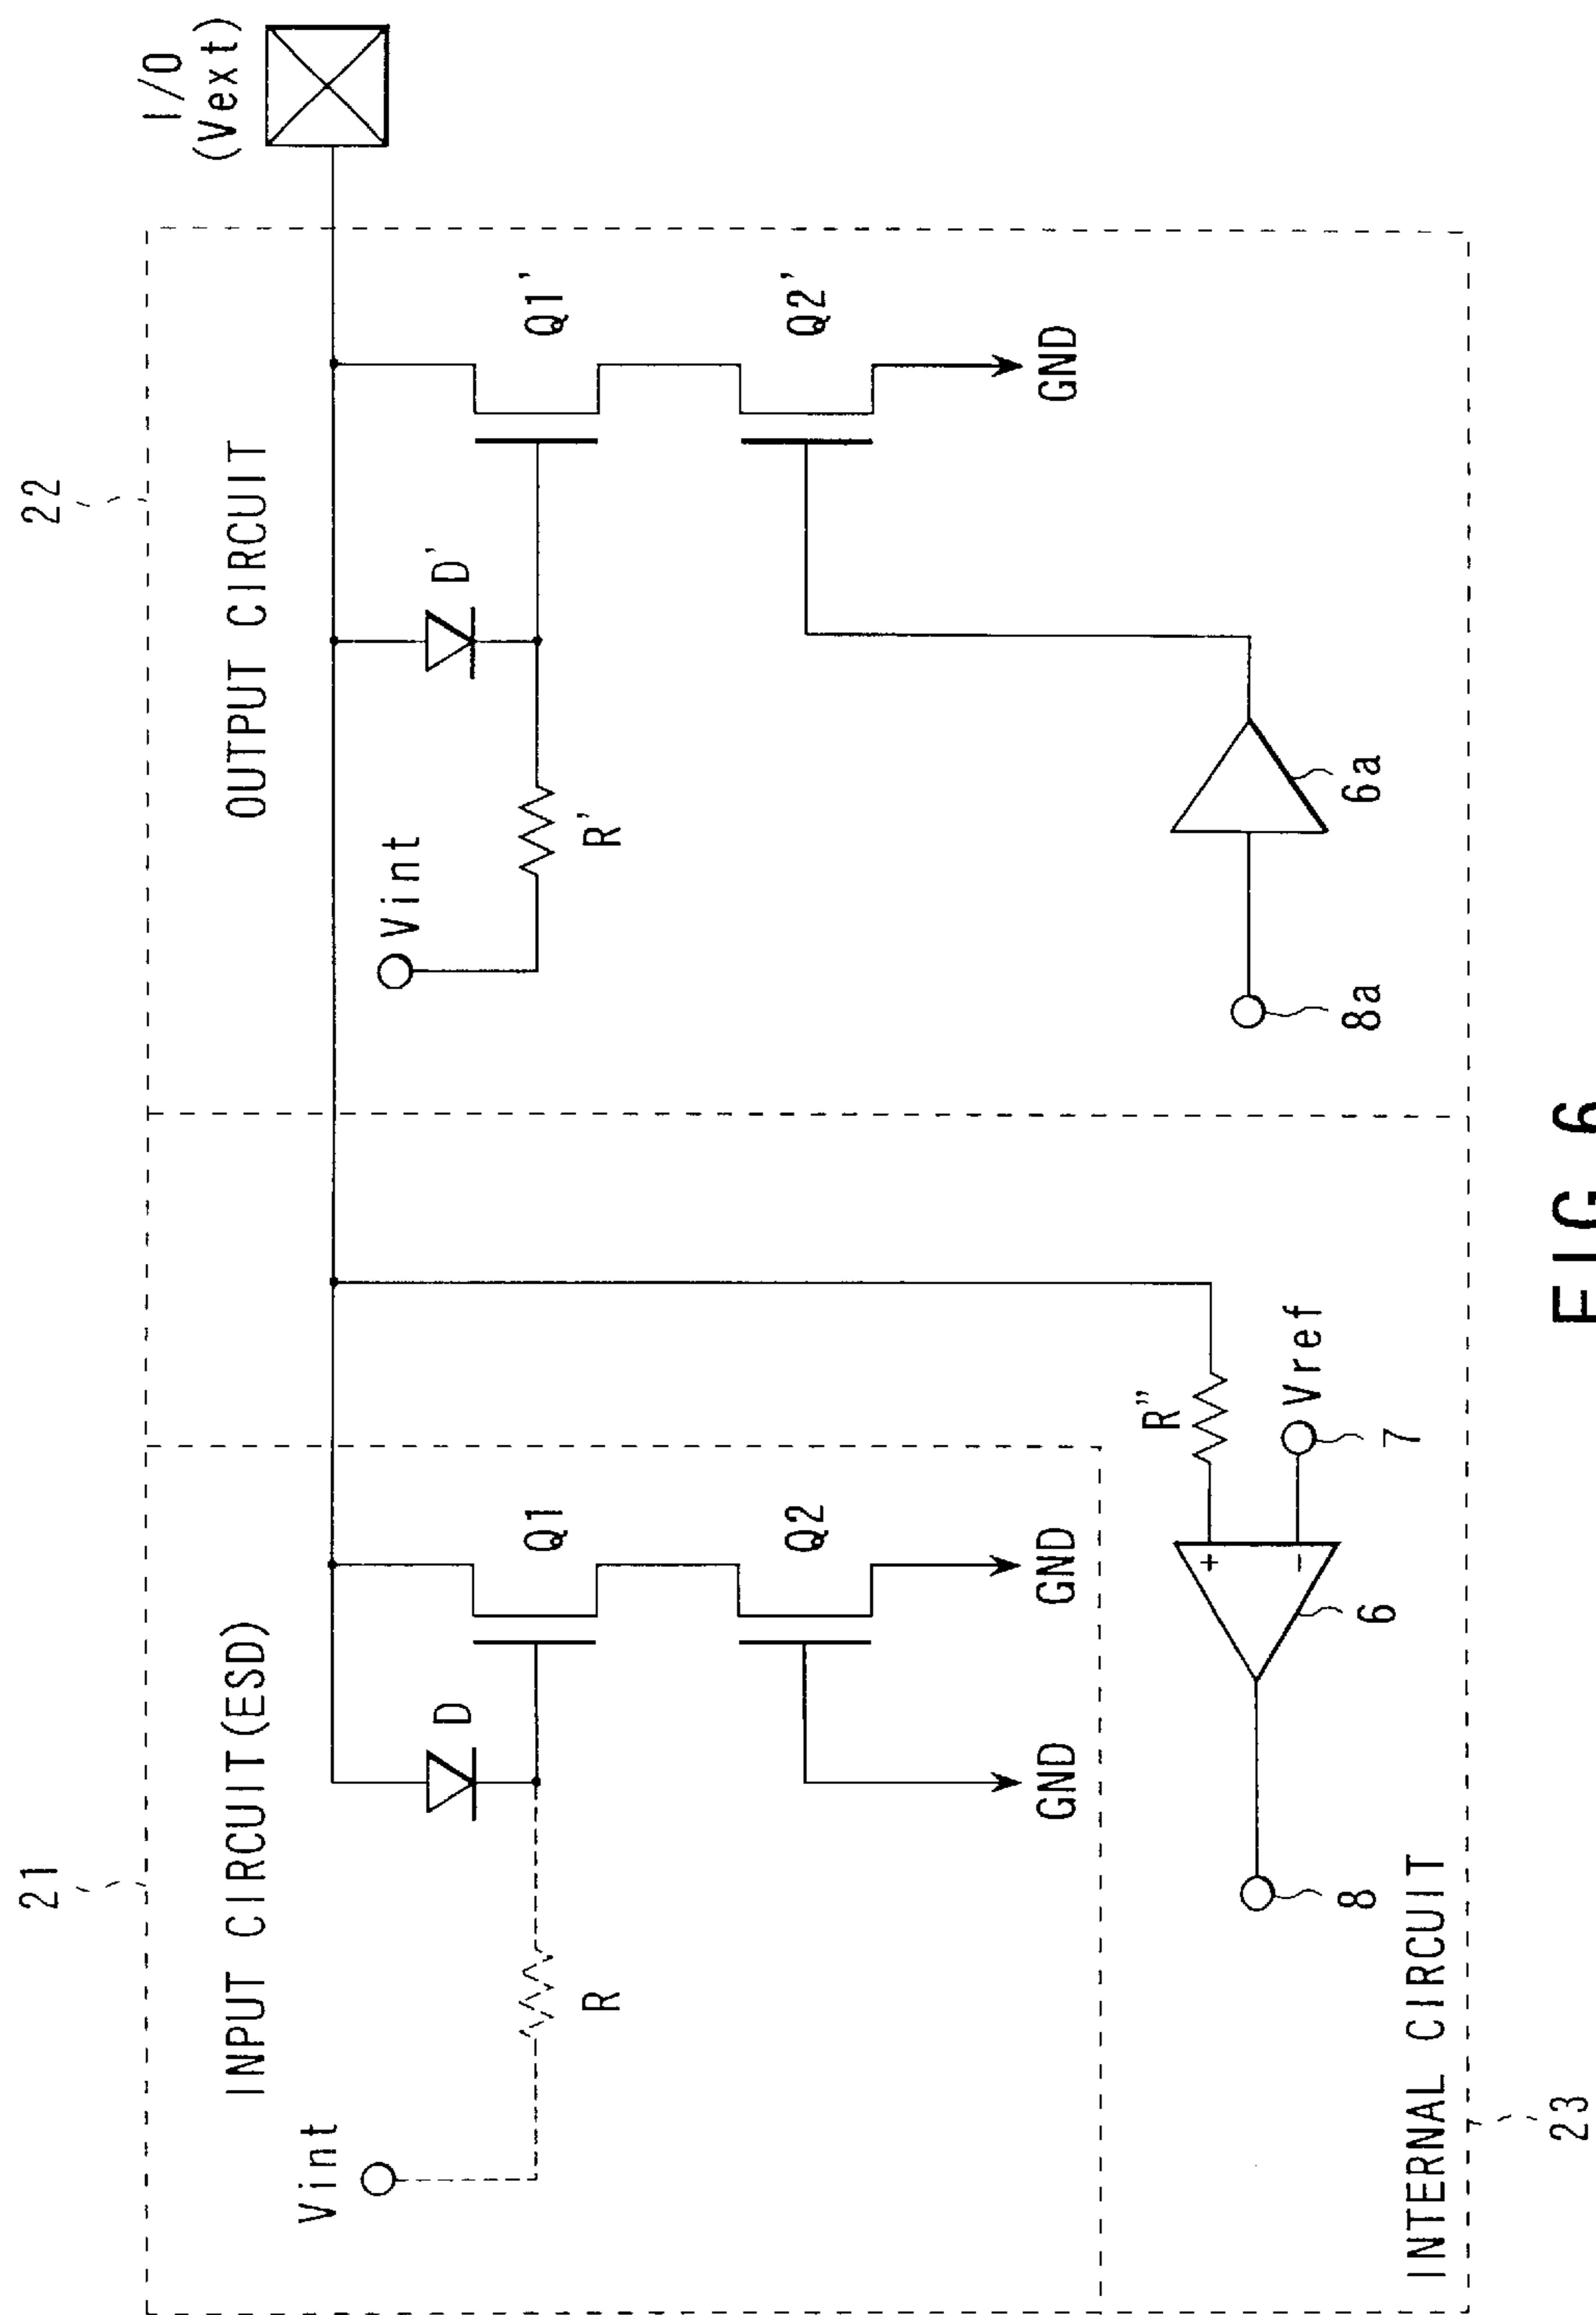 I/O
(Vext)
22
OUTPUT CIRCUIT
Q1'
Q2'
GND
D'
Vint
R'
6a
8a
21
INPUT CIRCUIT(ESD)
Q1
Q2
GND
D
GND
Vint
R
R"
Vref
7
+
−
6
8
INTERNAL CIRCUIT
23
FIG. 6